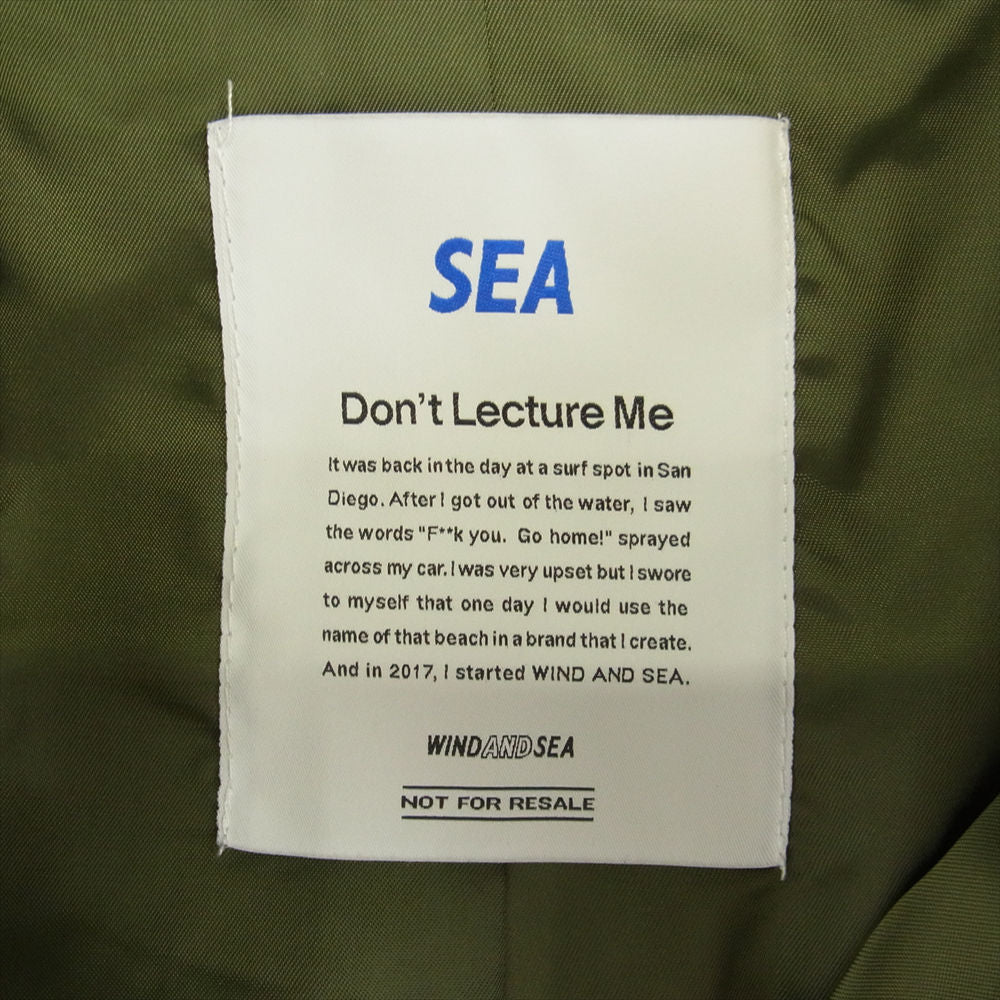 SEA
Don't Lecture Me
It was back in the day at a surf spot in San
Diego. After I got out of the water, I saw
the words "F**k you. Go home!" sprayed
across my car. I was very upset but I swore
to myself that one day I would use the
name of that beach in a brand that I create.
And in 2017, I started WIND AND SEA.
WINDANDSEA
NOT FOR RESALE